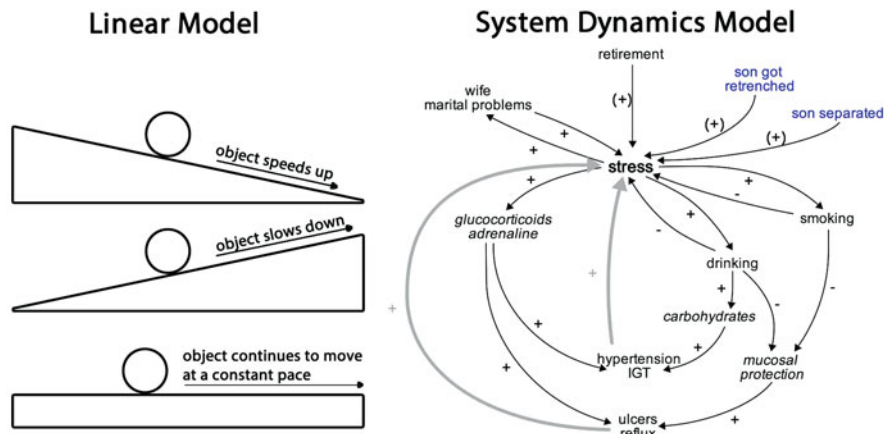 Linear Model
object speeds up
object slows down
object continues to move
at a constant pace
System Dynamics Model
retirement
son got
retrenched
son separated
wife
marital problems
(+)
(+)
(+)
+
+
stress
+
+
-
+
-
glucocorticoids
adrenaline
smoking
drinking
+
-
-
carbohydrates
+
+
+
+
hypertension
IGT
mucosal
protection
+
+
ulcers
reflux